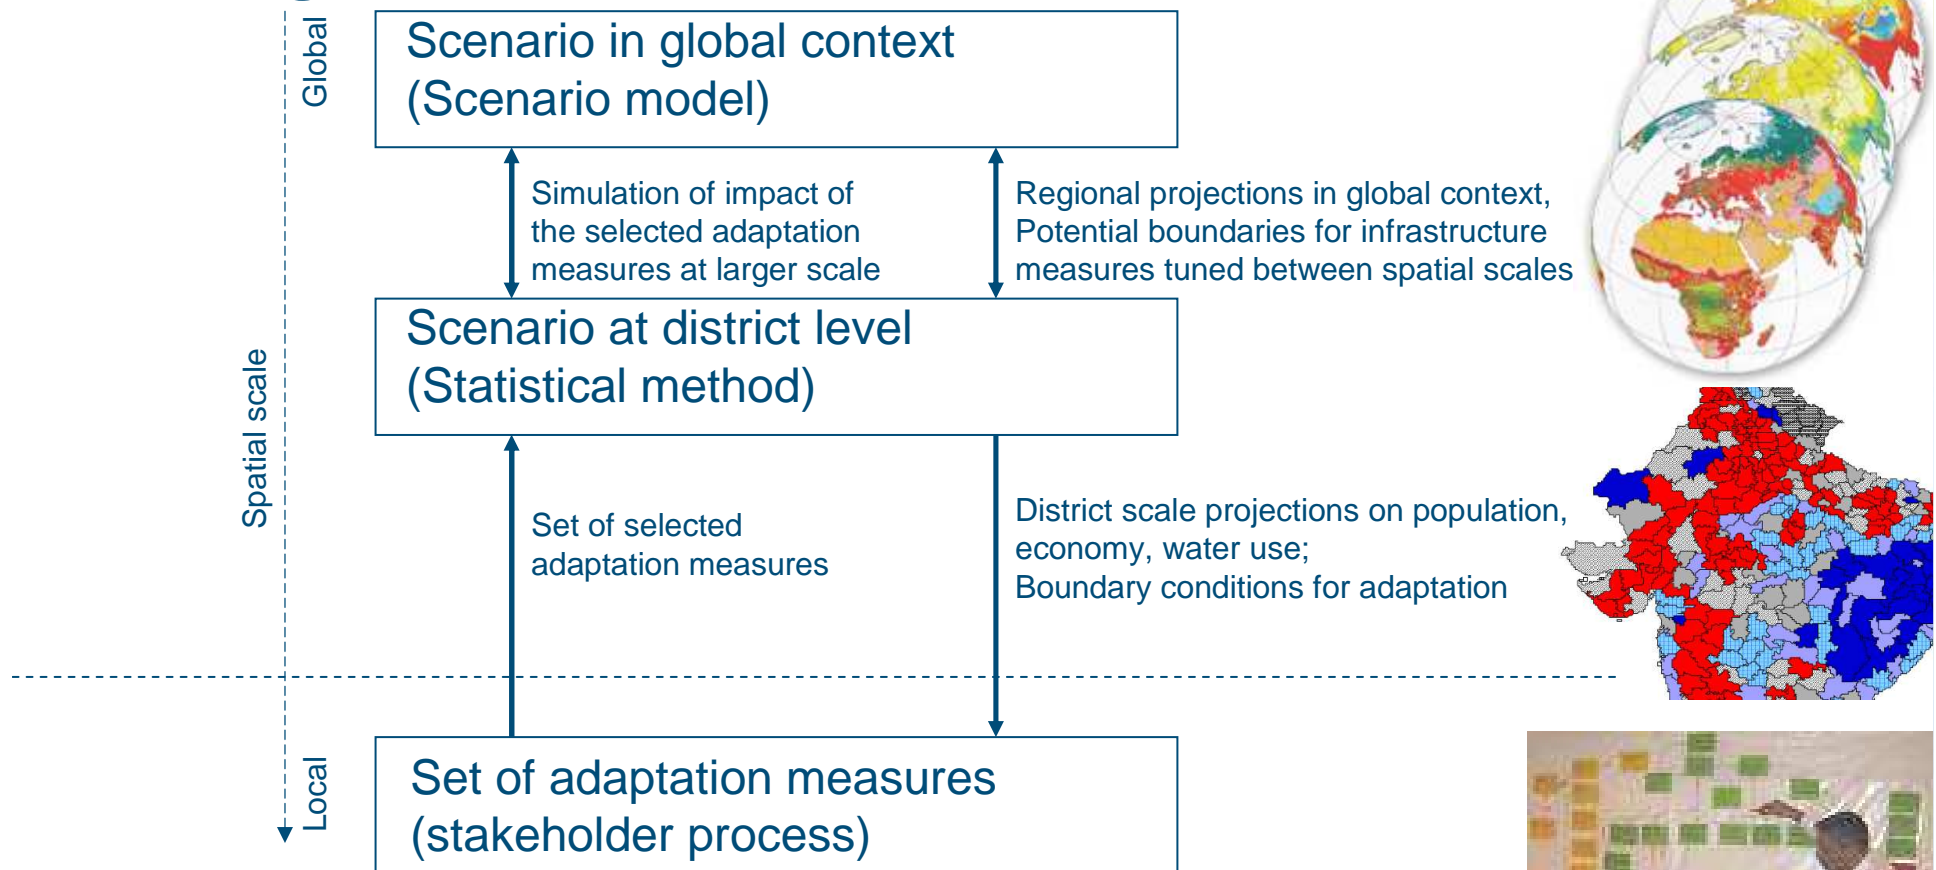 Global
Scenario in global context
(Scenario model)
Simulation of impact of
the selected adaptation
measures at larger scale
Regional projections in global context,
Potential boundaries for infrastructure
measures tuned between spatial scales
Spatial scale
Scenario at district level
(Statistical method)
Set of selected
adaptation measures
District scale projections on population,
economy, water use;
Boundary conditions for adaptation
Local
Set of adaptation measures
(stakeholder process)